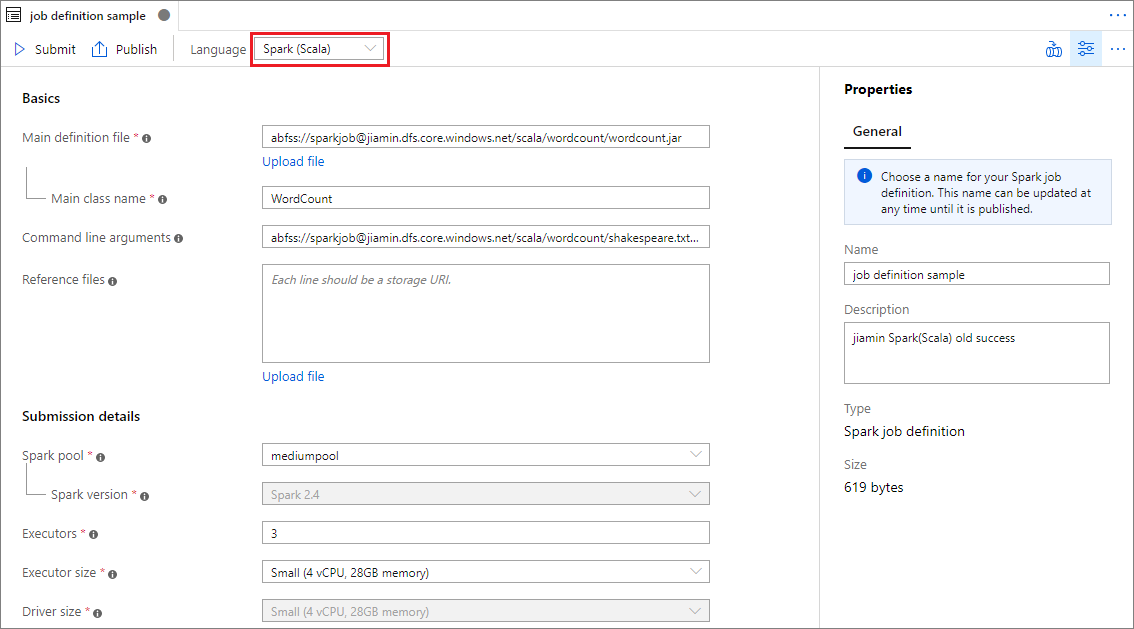 job definition sample
Submit Publish Language Spark (Scala)
Basics
Main definition file * abfss://sparkjob@jiamin.dfs.core.windows.net/scala/wordcount/wordcount.jar
Upload file
Main class name * WordCount
Command line arguments abfss://sparkjob@jiamin.dfs.core.windows.net/scala/wordcount/shakespeare.txt...
Reference files Each line should be a storage URI.
Upload file
Submission details
Spark pool * mediumpool
Spark version * Spark 2.4
Executors * 3
Executor size * Small (4 vCPU, 28GB memory)
Driver size * Small (4 vCPU, 28GB memory)
Properties
General
Choose a name for your Spark job
definition. This name can be updated at
any time until it is published.
Name
job definition sample
Description
jiamin Spark(Scala) old success
Type
Spark job definition
Size
619 bytes